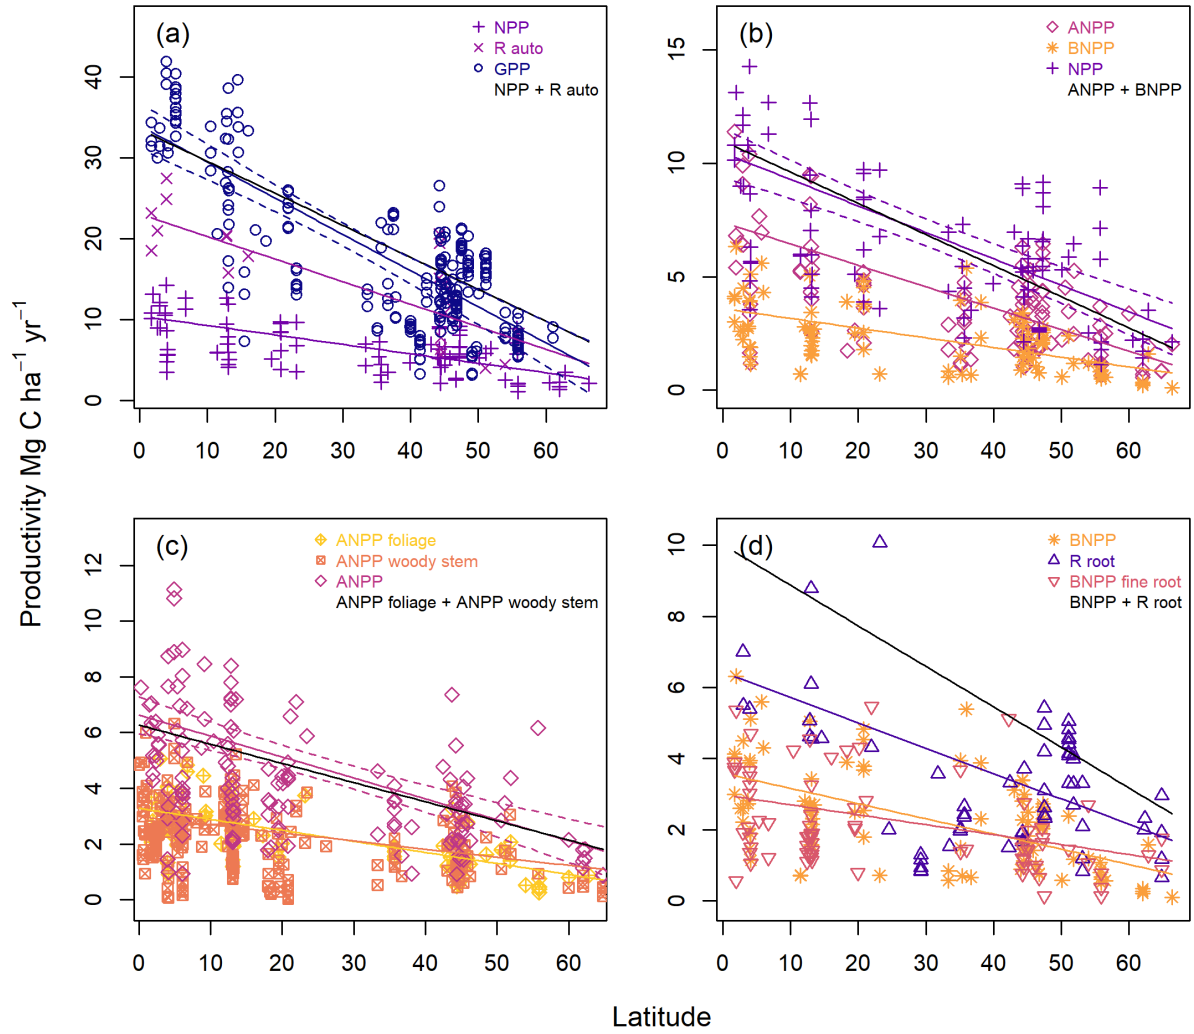 Productivity Mg C ha⁻¹ yr⁻¹
(a)
NPP
R auto
GPP
NPP + R auto
0 10 20 30 40
0 10 20 30 40 50 60
(b)
ANPP
BNPP
NPP
ANPP + BNPP
0 5 10 15
0 10 20 30 40 50 60
(c)
ANPP foliage
ANPP woody stem
ANPP
ANPP foliage + ANPP woody stem
0 2 4 6 8 10 12
0 10 20 30 40 50 60
(d)
BNPP
R root
BNPP fine root
BNPP + R root
0 2 4 6 8 10
0 10 20 30 40 50 60
Latitude